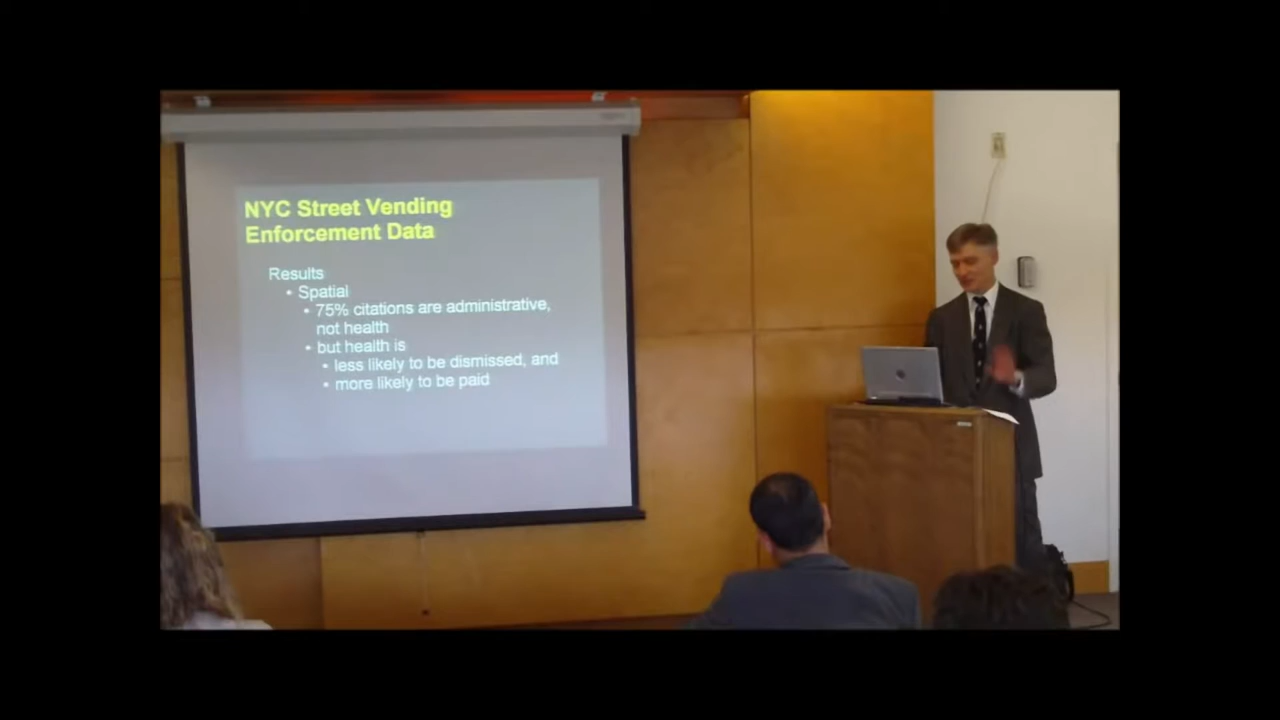 NYC Street Vending
Enforcement Data
Results
• Spatial
• 75% citations are administrative,
not health
• but health is
• less likely to be dismissed, and
• more likely to be paid